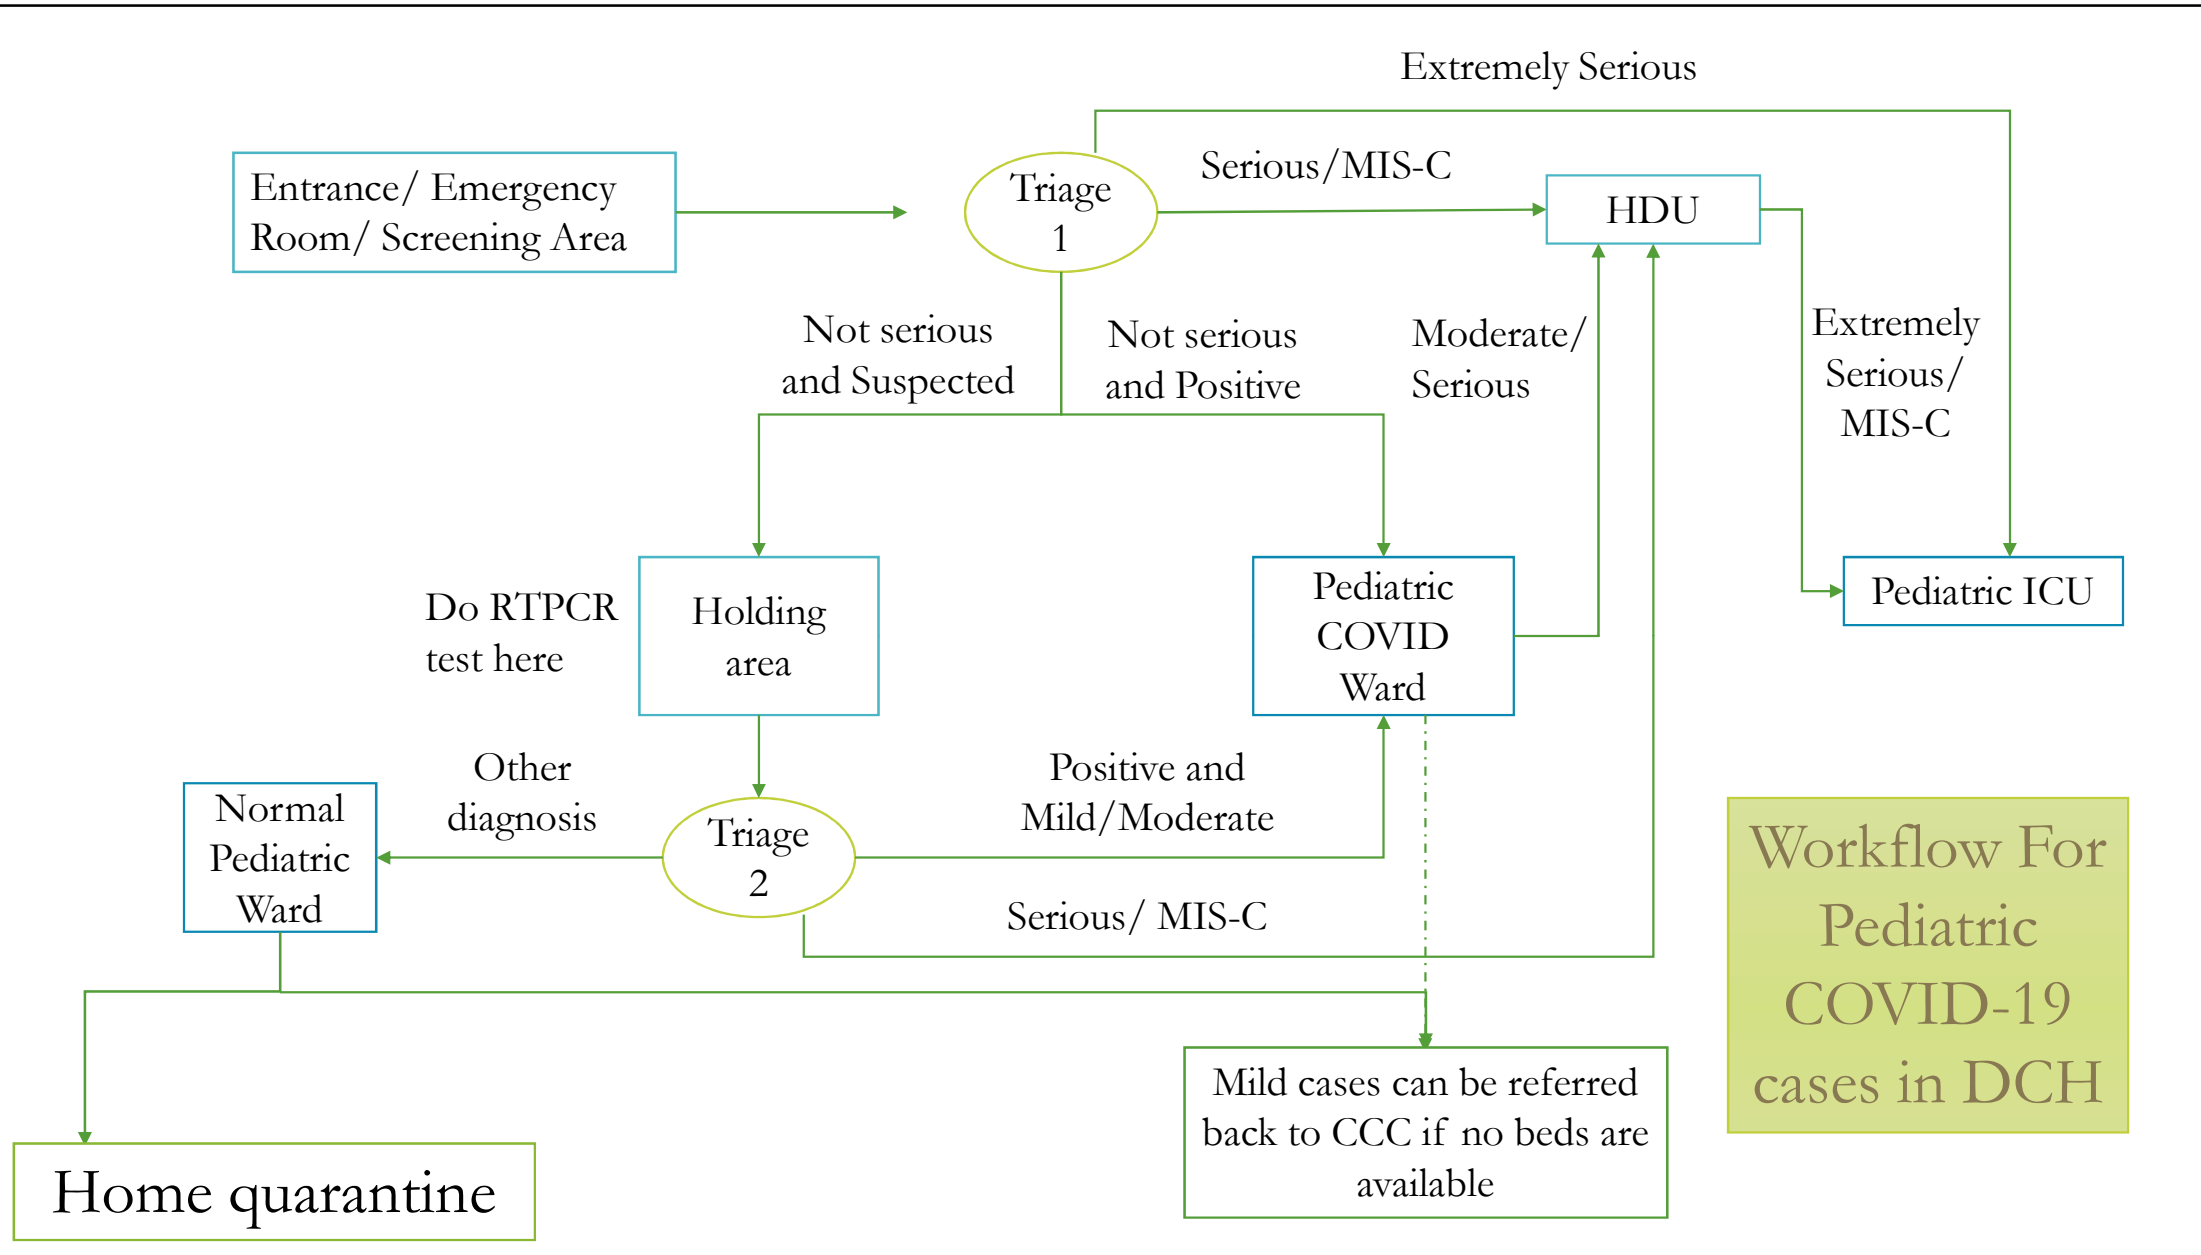 Extremely Serious
Entrance/ Emergency
Room/ Screening Area
Triage
1
Serious/MIS-C
HDU
Not serious
and Suspected
Not serious
and Positive
Moderate/
Serious
Extremely
Serious/
MIS-C
Do RTPCR
test here
Holding
area
Pediatric
COVID
Ward
Pediatric ICU
Other
diagnosis
Positive and
Mild/Moderate
Normal
Pediatric
Ward
Triage
2
Serious/ MIS-C
Workflow For
Pediatric
COVID-19
cases in DCH
Mild cases can be referred
back to CCC if no beds are
available
Home quarantine